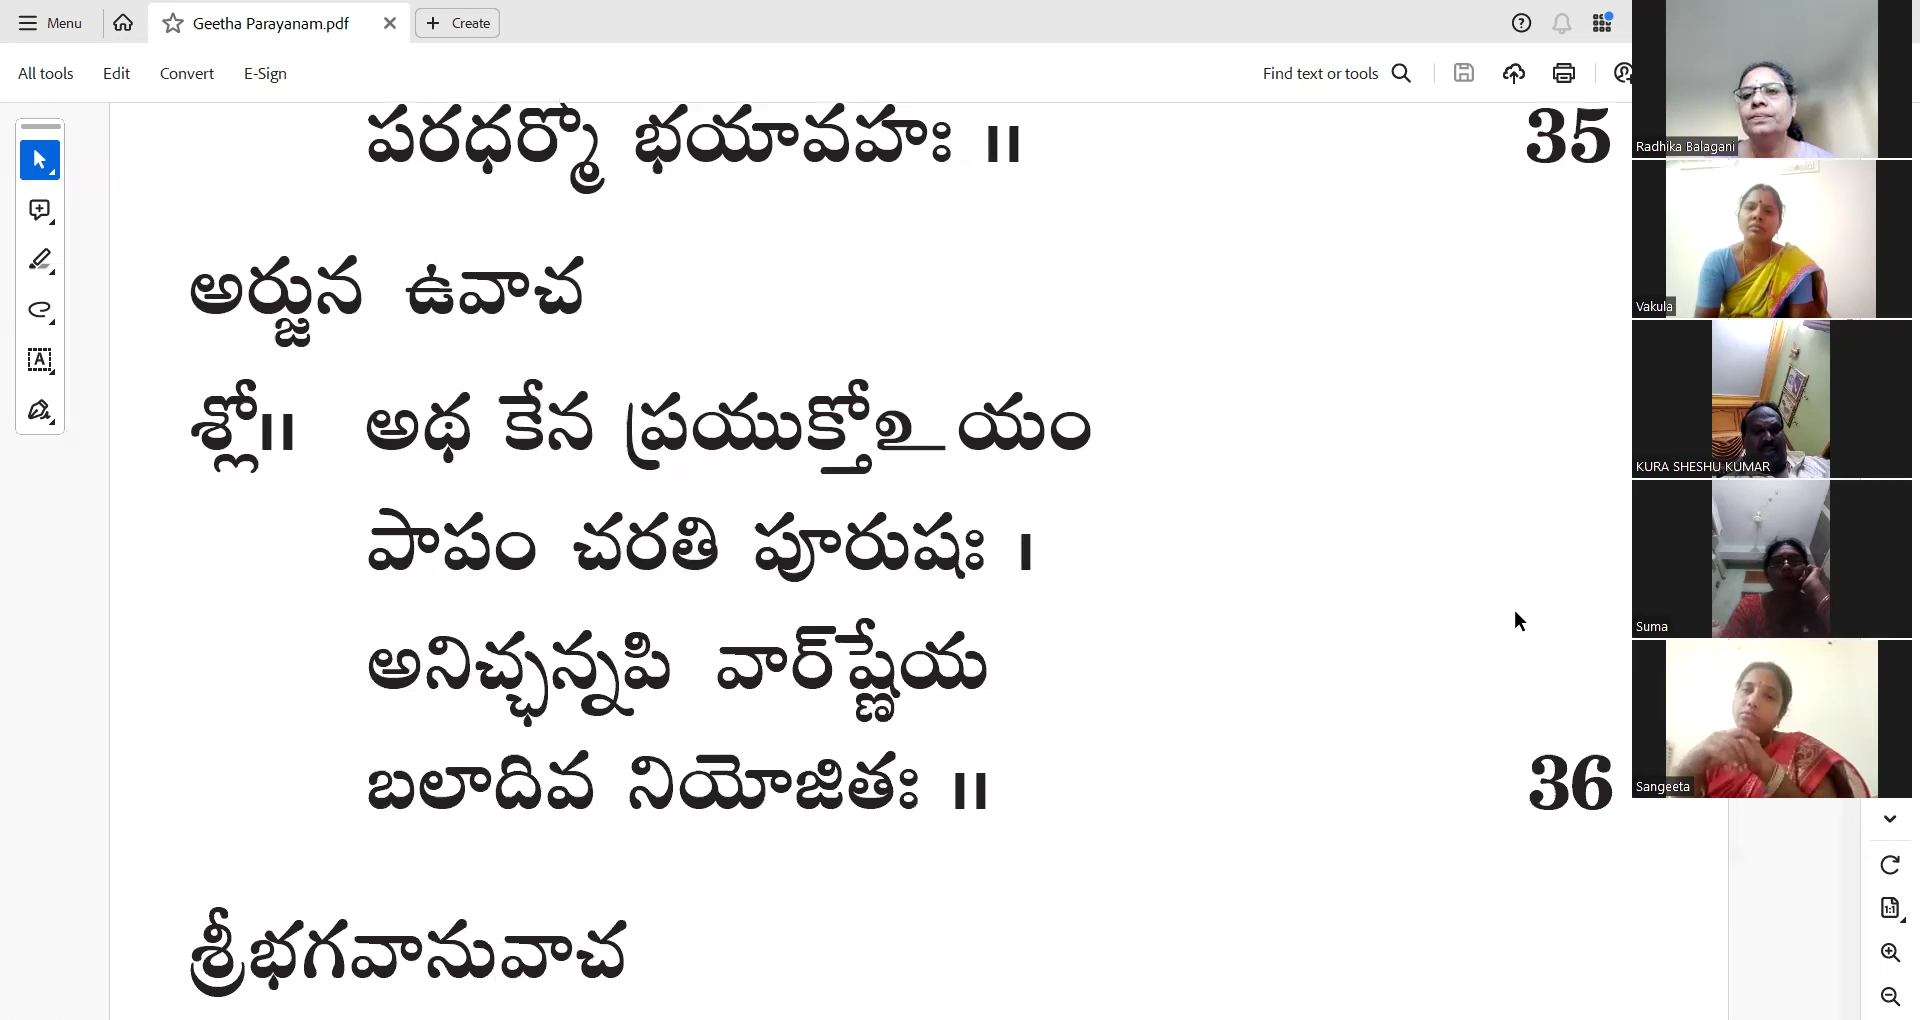 Menu
Geetha Parayanam.pdf
Create
All tools Edit Convert E-Sign
Find text or tools
పరధర్మో భయావహః ॥ 35
అర్జున ఉవాచ
శ్లో॥ అథ కేన ప్రయుక్తోఽయం
పాపం చరతి పూరుషః ।
అనిచ్ఛన్నపి వార్‌ష్ణేయ
బలాదివ నియోజితః ॥ 36
శ్రీభగవానువాచ
Radhika Balagani
Vakula
KURA SHESHU KUMAR
Suma
Sangeeta